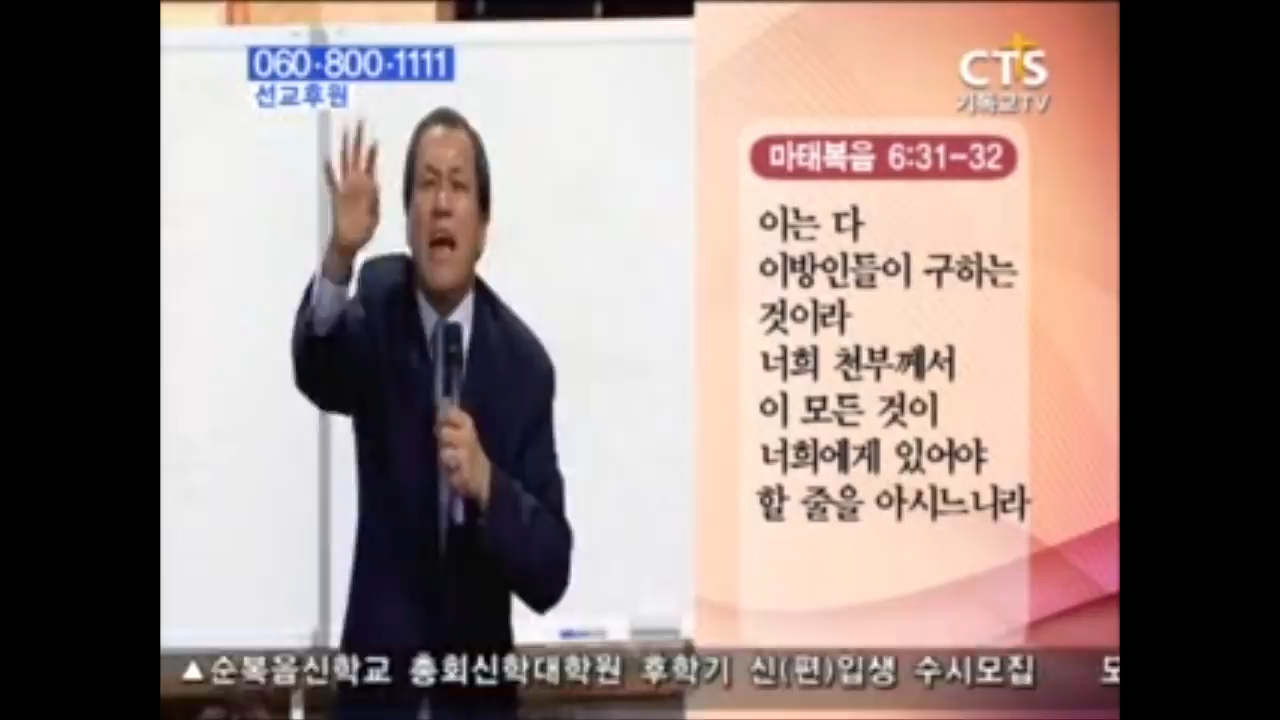 060·800·1111
선교후원
CTS
기독교TV
마태복음 6:31-32
이는 다
이방인들이 구하는
것이라
너희 천부께서
이 모든 것이
너희에게 있어야
할 줄을 아시느니라
▲순복음신학교 총회신학대학원 후학기 신(편)입생 수시모집